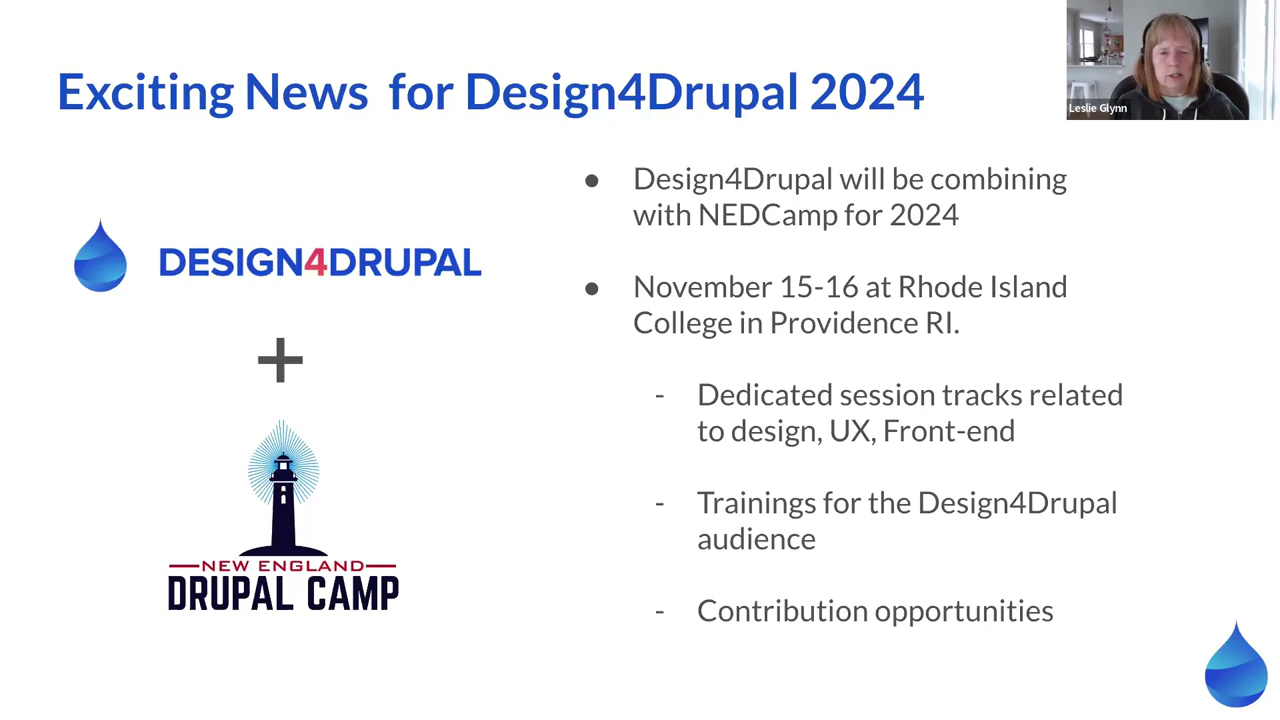 Exciting News  for Design4Drupal 2024
Leslie Glynn
DESIGN4DRUPAL
+
NEW ENGLAND
DRUPAL CAMP
● Design4Drupal will be combining
with NEDCamp for 2024
● November 15-16 at Rhode Island
College in Providence RI.
- Dedicated session tracks related
to design, UX, Front-end
- Trainings for the Design4Drupal
audience
- Contribution opportunities